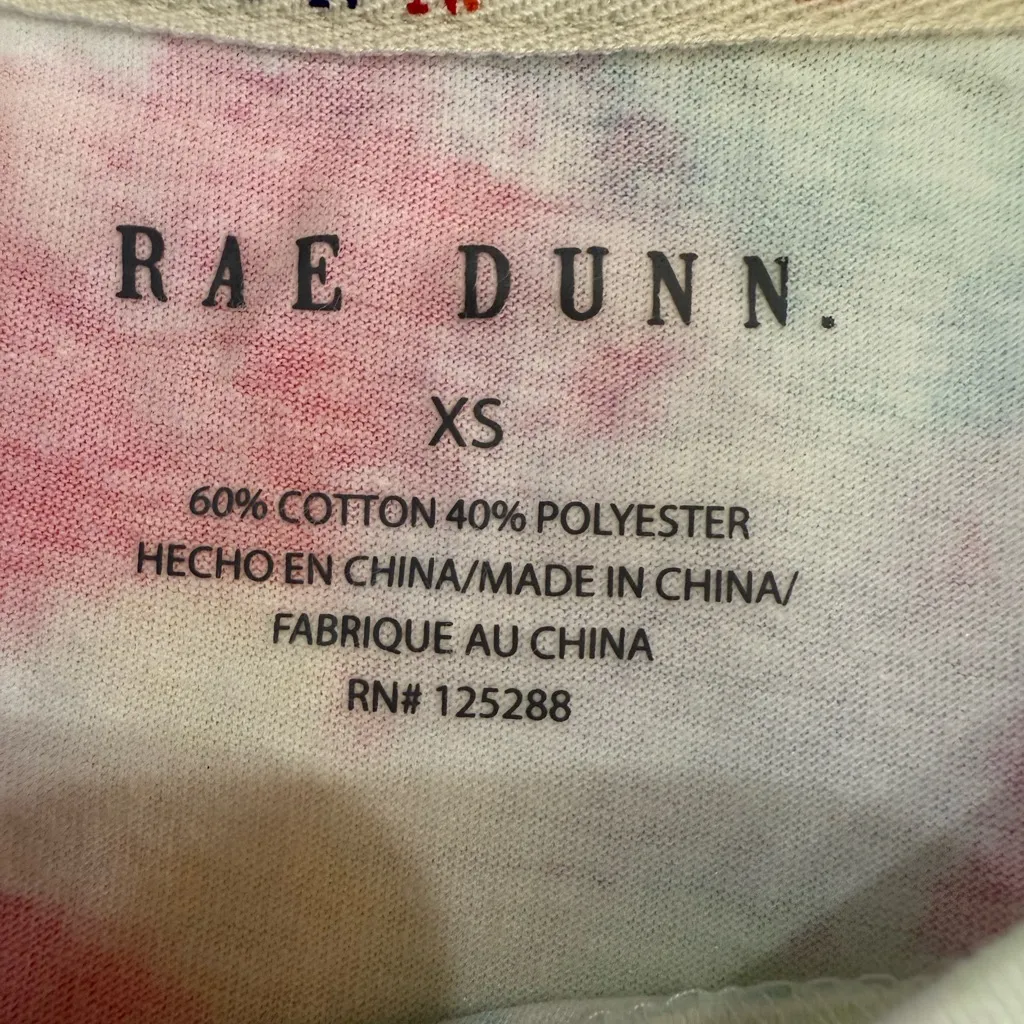 RAE DUNN.
XS
60% COTTON 40% POLYESTER
HECHO EN CHINA/MADE IN CHINA/
FABRIQUE AU CHINA
RN# 125288